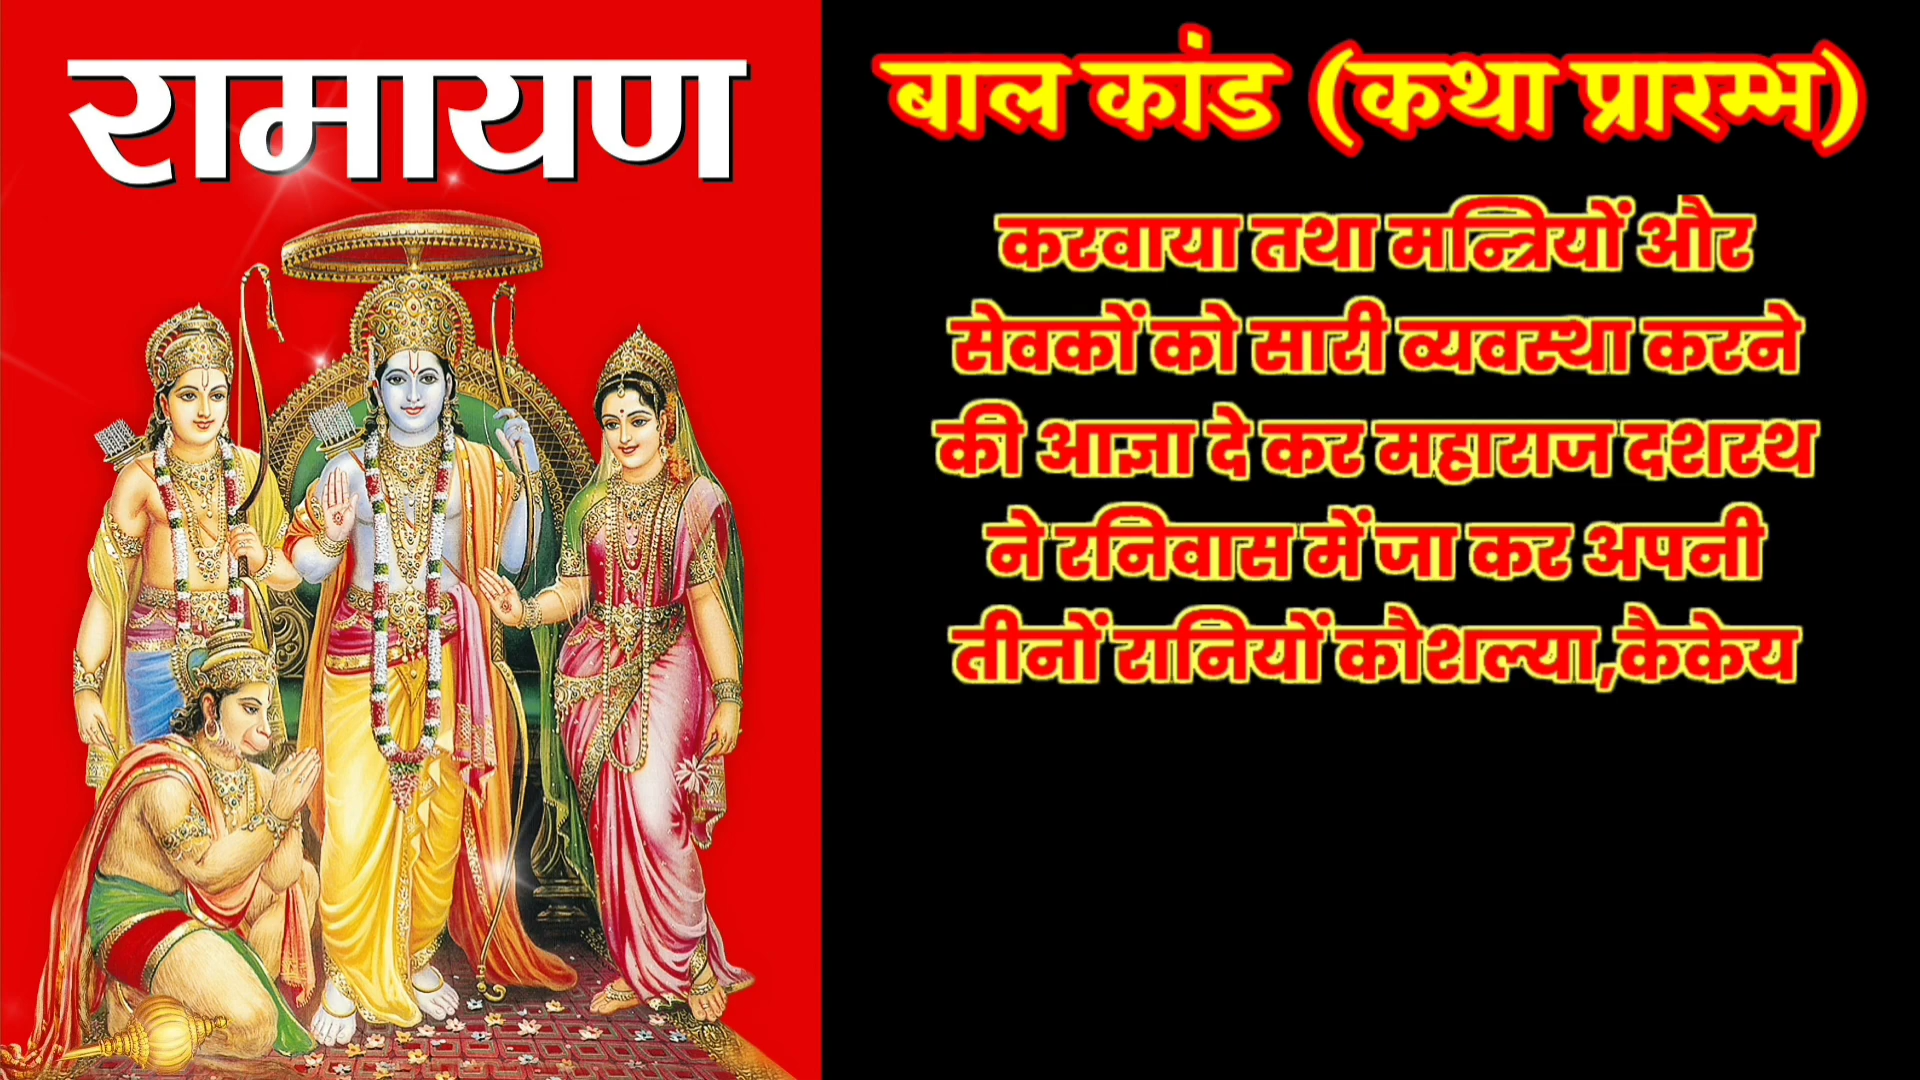 रामायण
बाल कांड (कथा प्रारम्भ)
करवाया तथा मन्त्रियों और
सेवकों को सारी व्यवस्था करने
की आज्ञा दे कर महाराज दशरथ
ने रनिवास में जा कर अपनी
तीनों रानियों कौशल्या,कैकेय